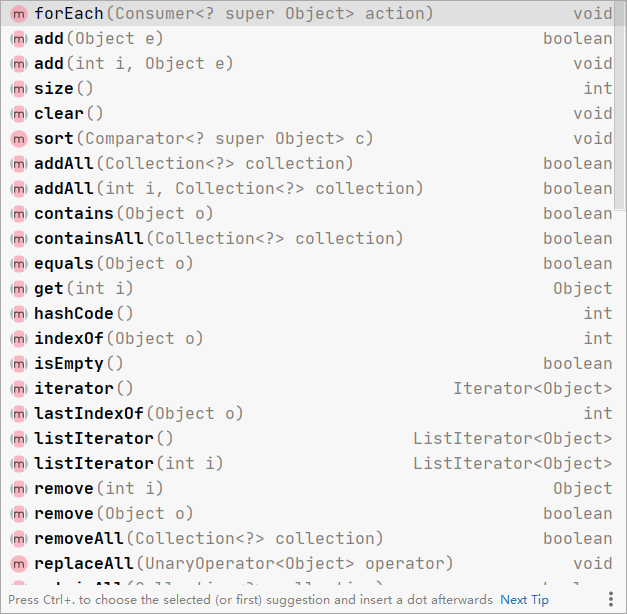 m forEach(Consumer<? super Object> action) void
m add(Object e) boolean
m add(int i, Object e) void
m size() int
m clear() void
m sort(Comparator<? super Object> c) void
m addAll(Collection<?> collection) boolean
m addAll(int i, Collection<?> collection) boolean
m contains(Object o) boolean
m containsAll(Collection<?> collection) boolean
m equals(Object o) boolean
m get(int i) Object
m hashCode() int
m indexOf(Object o) int
m isEmpty() boolean
m iterator() Iterator<Object>
m lastIndexOf(Object o) int
m listIterator() ListIterator<Object>
m listIterator(int i) ListIterator<Object>
m remove(int i) Object
m remove(Object o) boolean
m removeAll(Collection<?> collection) boolean
m replaceAll(UnaryOperator<Object> operator) void
Press Ctrl+. to choose the selected (or first) suggestion and insert a dot afterwards Next Tip